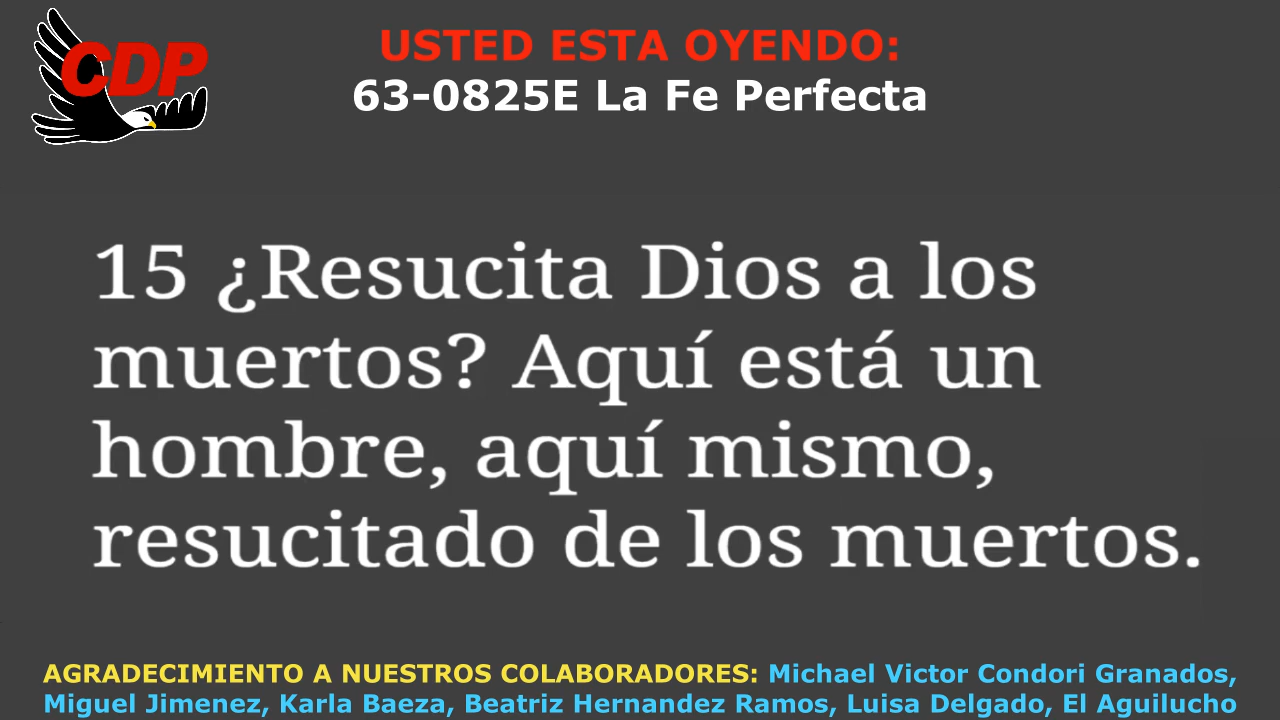 CDP
USTED ESTA OYENDO:
63-0825E La Fe Perfecta
15 ¿Resucita Dios a los
muertos? Aquí está un
hombre, aquí mismo,
resucitado de los muertos.
AGRADECIMIENTO A NUESTROS COLABORADORES: Michael Victor Condori Granados,
Miguel Jimenez, Karla Baeza, Beatriz Hernandez Ramos, Luisa Delgado, El Aguilucho